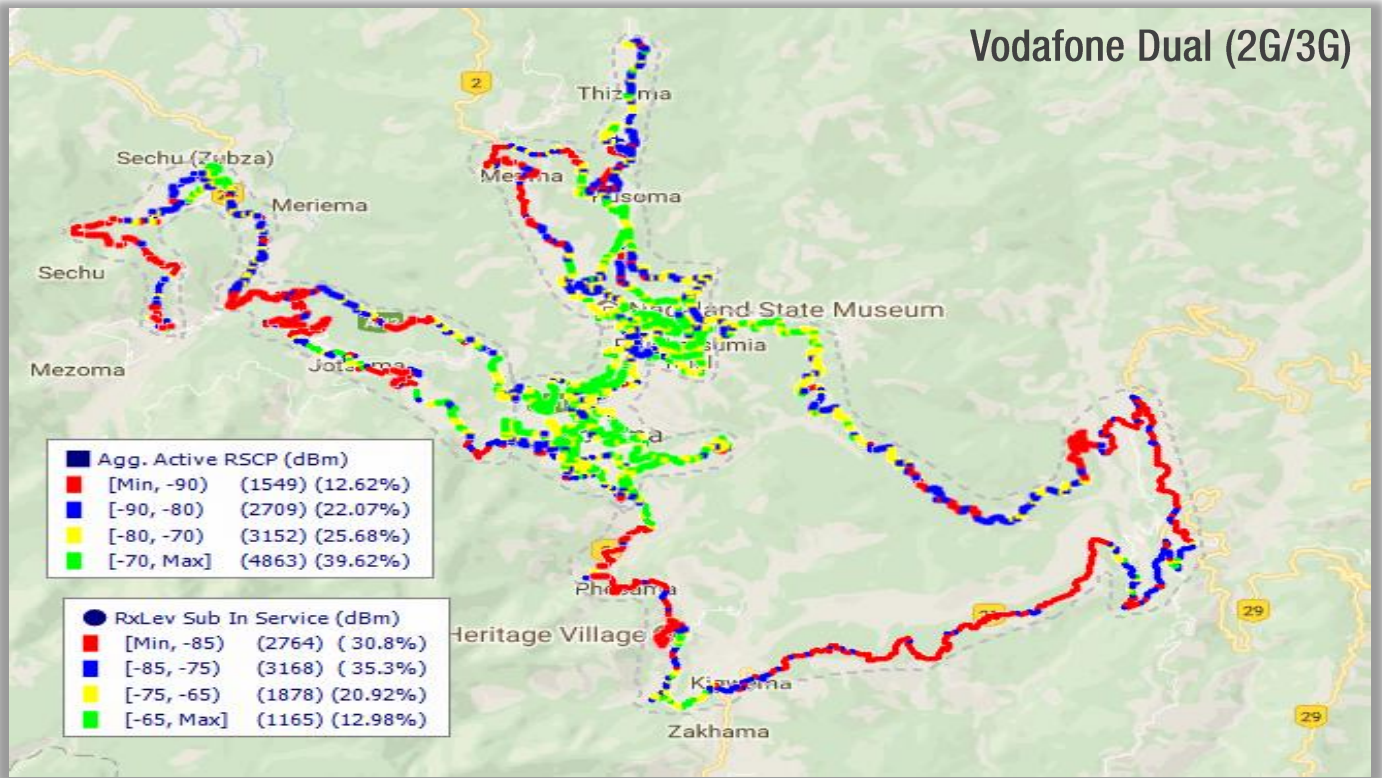 Vodafone Dual (2G/3G)
2
Sechu (Zubza)
Meriema
Sechu
Mezoma
Nagaland State Museum
Heritage Village
Zakhama
29
29
Agg. Active RSCP (dBm)
[Min, -90) (1549) (12.62%)
[-90, -80) (2709) (22.07%)
[-80, -70) (3152) (25.68%)
[-70, Max] (4863) (39.62%)
RxLev Sub In Service (dBm)
[Min, -85) (2764) ( 30.8%)
[-85, -75) (3168) ( 35.3%)
[-75, -65) (1878) (20.92%)
[-65, Max] (1165) (12.98%)